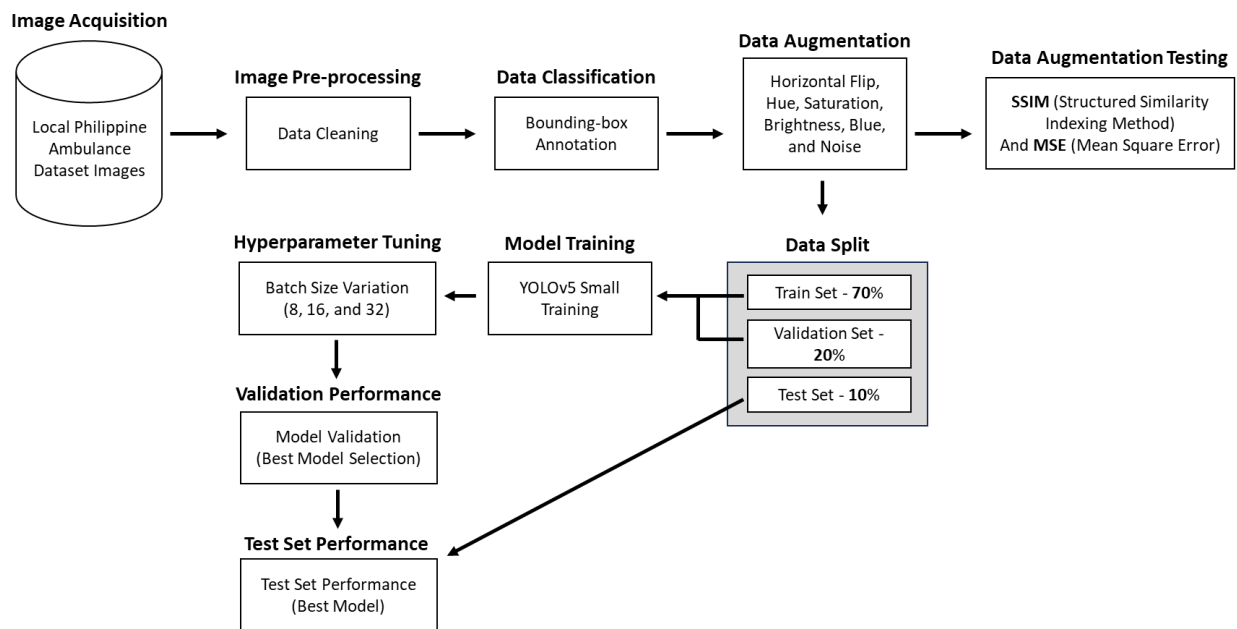 Image Acquisition
Local Philippine
Ambulance
Dataset Images
Image Pre-processing
Data Cleaning
Data Classification
Bounding-box
Annotation
Data Augmentation
Horizontal Flip,
Hue, Saturation,
Brightness, Blue,
and Noise
Data Augmentation Testing
SSIM (Structured Similarity
Indexing Method)
And MSE (Mean Square Error)
Data Split
Train Set - 70%
Validation Set -
20%
Test Set - 10%
Model Training
YOLOv5 Small
Training
Hyperparameter Tuning
Batch Size Variation
(8, 16, and 32)
Validation Performance
Model Validation
(Best Model Selection)
Test Set Performance
Test Set Performance
(Best Model)